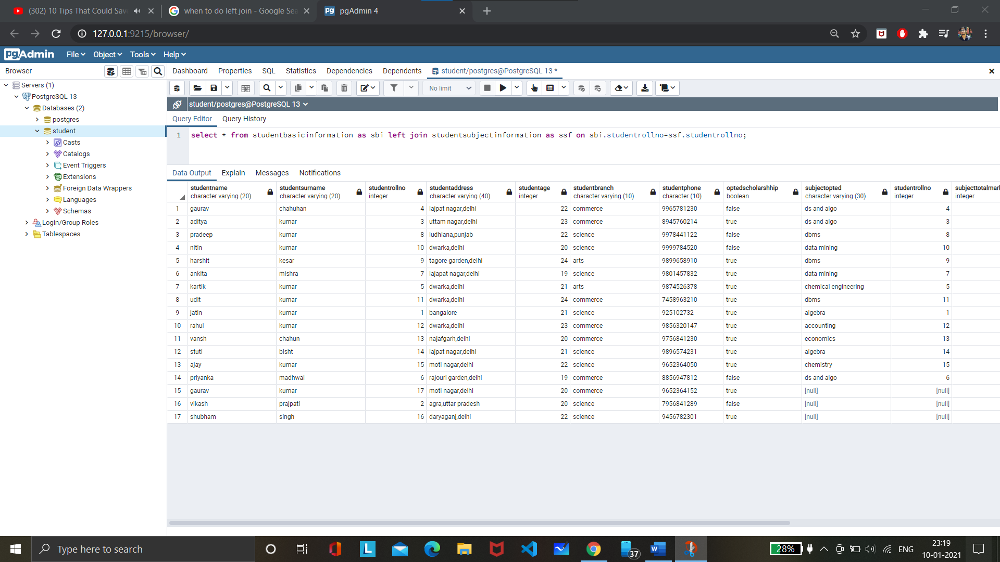 (302) 10 Tips That Could Sav
when to do left join - Google Sea
pgAdmin 4
127.0.0.1:9215/browser/
pgAdmin File Object Tools Help
Browser
Dashboard Properties SQL Statistics Dependencies Dependents student/postgres@PostgreSQL 13 *
Servers (1)
PostgreSQL 13
Databases (2)
postgres
student
Casts
Catalogs
Event Triggers
Extensions
Foreign Data Wrappers
Languages
Schemas
Login/Group Roles
Tablespaces
No limit
student/postgres@PostgreSQL 13
Query Editor Query History
1 select * from studentbasicinformation as sbi left join studentsubjectinformation as ssf on sbi.studentrollno=ssf.studentrollno;
Data Output Explain Messages Notifications
studentname studentsurname studentrollno studentaddress studentage studentbranch studentphone optedscholarshhip subjectopted studentrollno subjecttotalmar
character varying (20) character varying (20) integer character varying (40) integer character varying (10) character (10) boolean character varying (30) integer integer
1 gaurav chahuhan 4 lajpat nagar,delhi 22 commerce 9965781230 false ds and algo 4
2 aditya kumar 3 uttam nagar,delhi 23 commerce 8945760214 true ds and algo 3
3 pradeep kumar 8 ludhiana,punjab 22 science 9978441122 false dbms 8
4 nitin kumar 10 dwarka,delhi 20 science 9999784520 false data mining 10
5 harshit kesar 9 tagore garden,delhi 24 arts 9899658910 true dbms 9
6 ankita mishra 7 lajapat nagar,delhi 19 science 9801457832 true data mining 7
7 kartik kumar 5 dwarka,delhi 21 arts 9874526378 true chemical engineering 5
8 udit kumar 11 dwarka,delhi 24 commerce 7458963210 true dbms 11
9 jatin kumar 1 bangalore 21 science 925102732 true algebra 1
10 rahul kumar 12 dwarka,delhi 23 commerce 9856320147 true accounting 12
11 vansh chahun 13 najafgarh,delhi 20 commerce 9756841230 true economics 13
12 stuti bisht 14 lajpat nagar,delhi 21 science 9896574231 true algebra 14
13 ajay kumar 15 moti nagar,delhi 22 science 9652364050 true chemistry 15
14 priyanka madhwal 6 rajouri garden,delhi 19 commerce 8856947812 false ds and algo 6
15 gaurav kumar 17 moti nagar,delhi 20 commerce 9652364152 true [null] [null]
16 vikash prajpati 2 agra,uttar pradesh 20 science 7956841289 false [null] [null]
17 shubham singh 16 daryaganj,delhi 22 science 9456782301 true [null] [null]
Type here to search
37
28%
ENG
23:19
10-01-2021